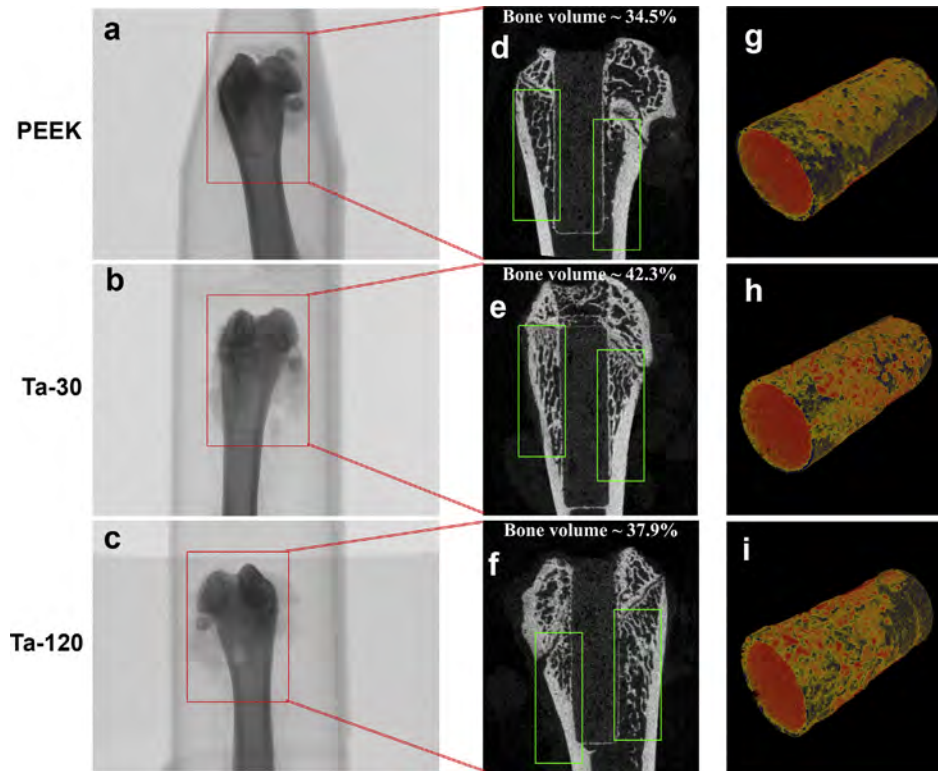 a
Bone volume ~ 34.5%
d
g
PEEK
b
Bone volume ~ 42.3%
e
h
Ta-30
c
Bone volume ~ 37.9%
f
i
Ta-120